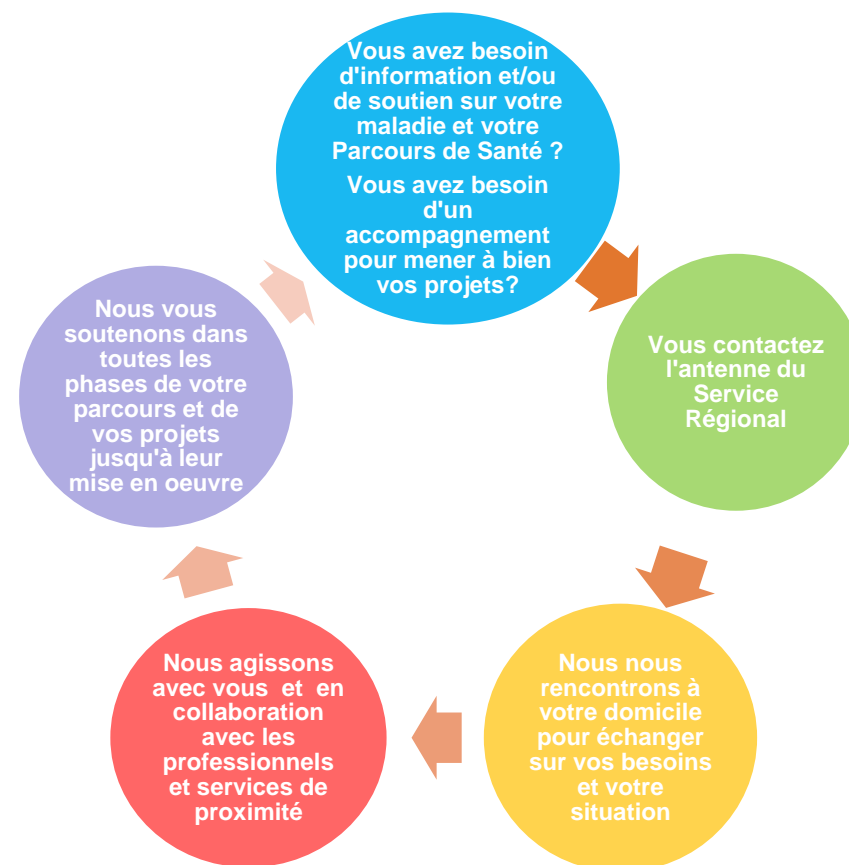 Vous avez besoin
d'information et/ou
de soutien sur votre
maladie et votre
Parcours de Santé ?
Vous avez besoin
d'un
accompagnement
pour mener à bien
vos projets?
Vous contactez
l'antenne du
Service
Régional
Nous nous
rencontrons à
votre domicile
pour échanger
sur vos besoins
et votre
situation
Nous agissons
avec vous  et  en
collaboration
avec les
professionnels
et services de
proximité
Nous vous
soutenons dans
toutes les
phases de votre
parcours et de
vos projets
jusqu'à leur
mise en oeuvre